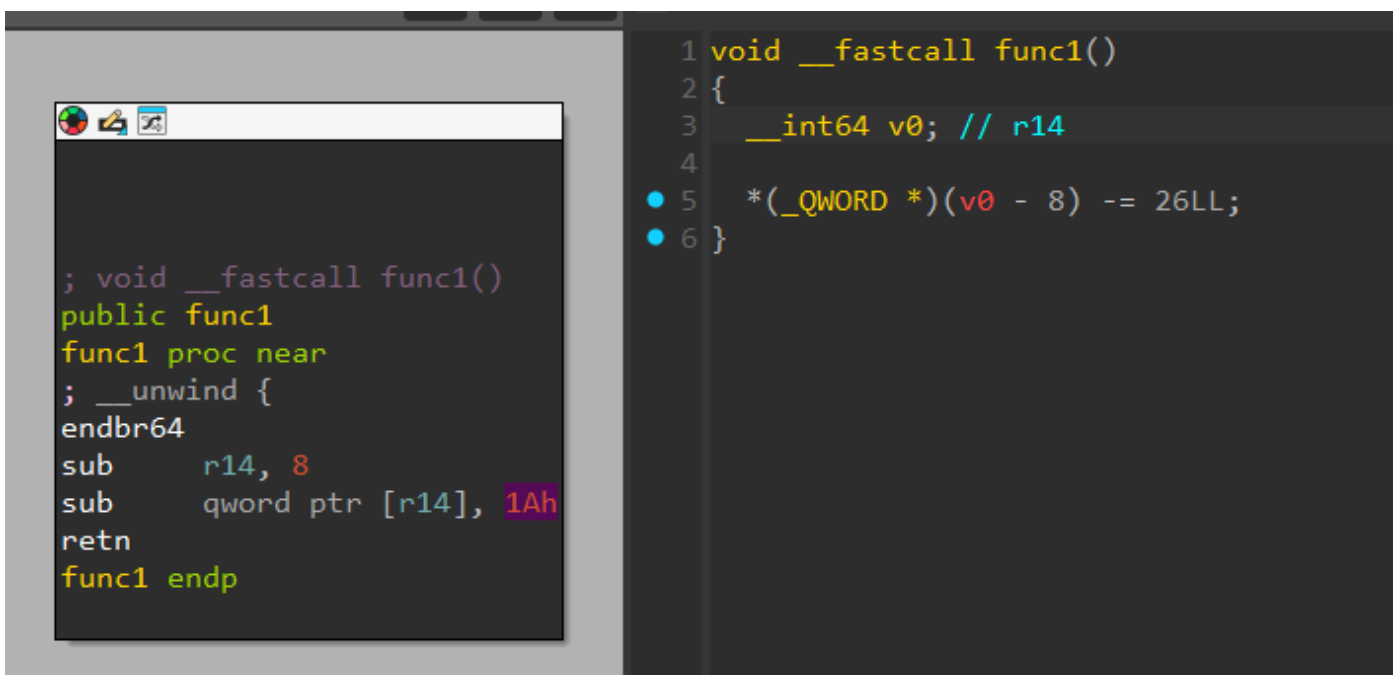 ; void __fastcall func1()
public func1
func1 proc near
; __unwind {
endbr64
sub     r14, 8
sub     qword ptr [r14], 1Ah
retn
func1 endp
1 void __fastcall func1()
2 {
3   __int64 v0; // r14
4
5   *(_QWORD *)(v0 - 8) -= 26LL;
6 }